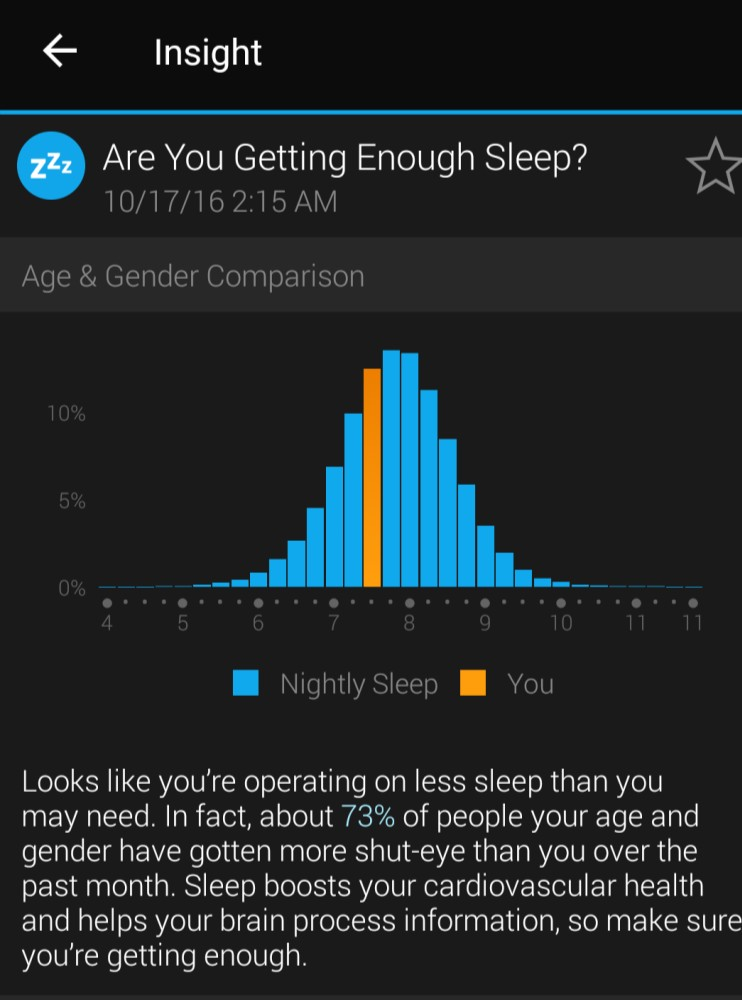 Insight
zzz
Are You Getting Enough Sleep?
10/17/16 2:15 AM
Age & Gender Comparison
10%
5%
0%
4 5 6 7 8 9 10 11 11
Nightly Sleep You
Looks like you're operating on less sleep than you
may need. In fact, about 73% of people your age and
gender have gotten more shut-eye than you over the
past month. Sleep boosts your cardiovascular health
and helps your brain process information, so make sure
you're getting enough.